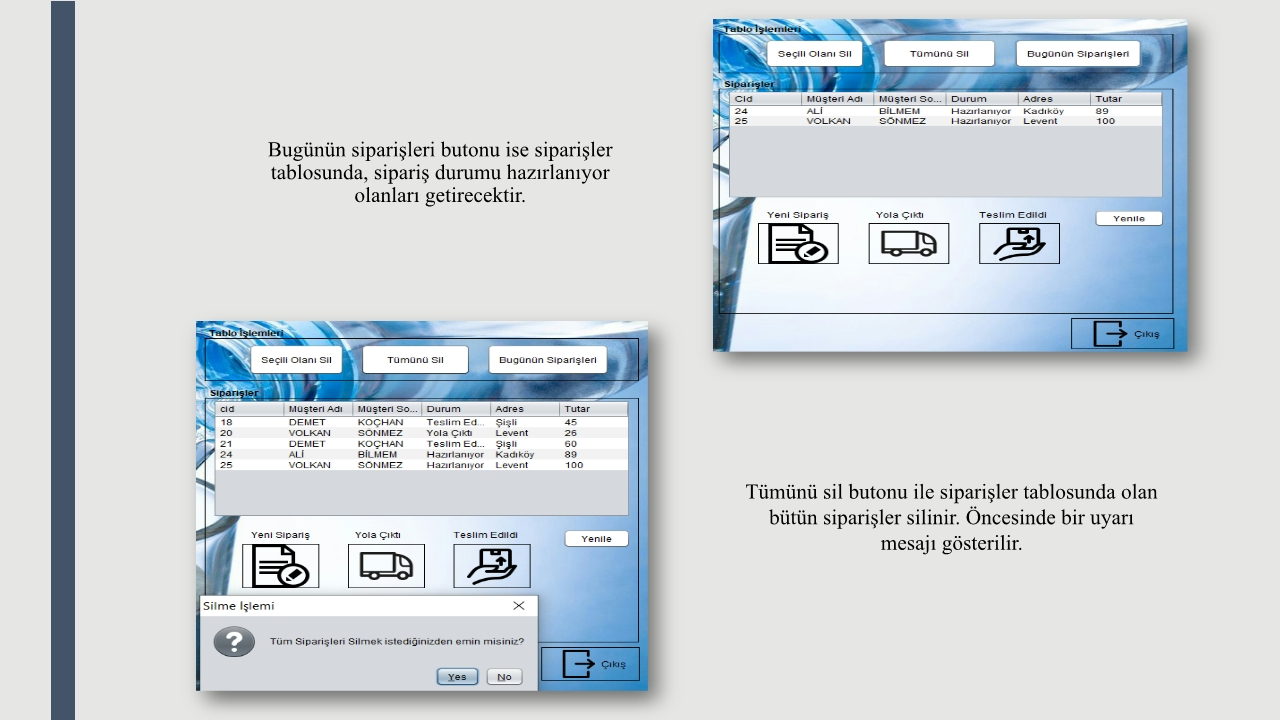 Bugünün siparişleri butonu ise siparişler
tablosunda, sipariş durumu hazırlanıyor
olanları getirecektir.
Tablo İşlemleri
Seçili Olanı Sil Tümünü Sil Bugünün Siparişleri
Siparişler
Cid Müşteri Adı Müşteri So... Durum Adres Tutar
24 ALİ BİLMEM Hazırlanıyor Kadıköy 89
25 VOLKAN SÖNMEZ Hazırlanıyor Levent 100
Yeni Sipariş Yola Çıktı Teslim Edildi Yenile
Çıkış
Tablo İşlemleri
Seçili Olanı Sil Tümünü Sil Bugünün Siparişleri
Siparişler
cid Müşteri Adı Müşteri So... Durum Adres Tutar
18 DEMET KOÇHAN Teslim Ed... Şişli 45
20 VOLKAN SÖNMEZ Yola Çıktı Levent 26
21 DEMET KOÇHAN Teslim Ed... Şişli 60
24 ALİ BİLMEM Hazırlanıyor Kadıköy 89
25 VOLKAN SÖNMEZ Hazırlanıyor Levent 100
Yeni Sipariş Yola Çıktı Teslim Edildi Yenile
Silme İşlemi
Tüm Siparişleri Silmek istediğinizden emin misiniz?
Yes No
Çıkış
Tümünü sil butonu ile siparişler tablosunda olan
bütün siparişler silinir. Öncesinde bir uyarı
mesajı gösterilir.